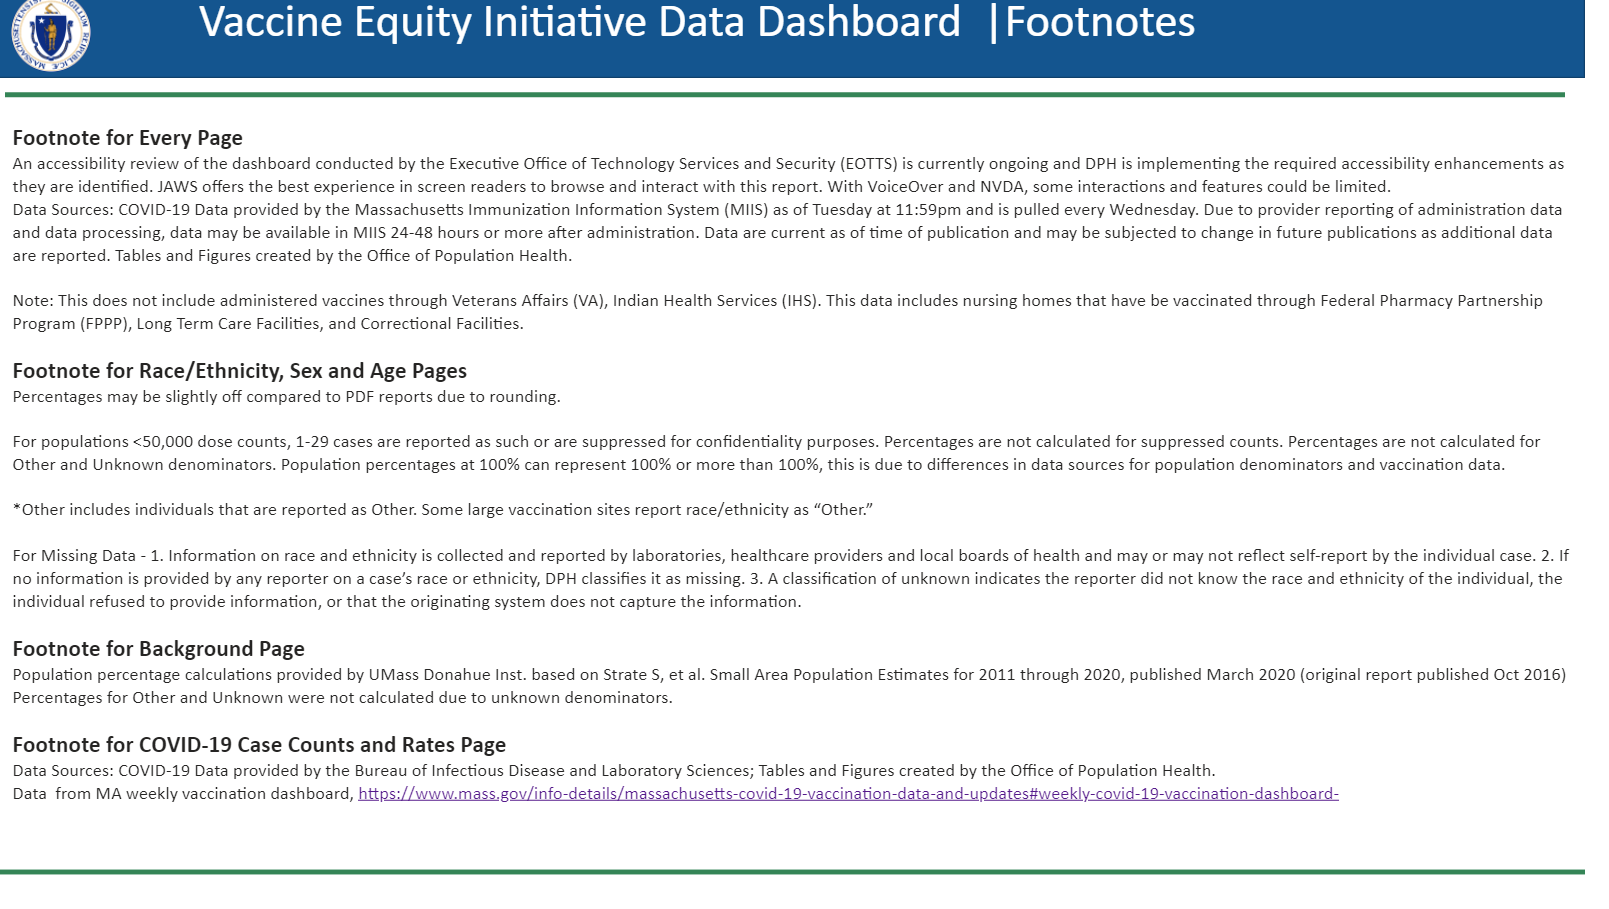 Vaccine Equity Initiative Data Dashboard | Footnotes
Footnote for Every Page
An accessibility review of the dashboard conducted by the Executive Office of Technology Services and Security (EOTTS) is currently ongoing and DPH is implementing the required accessibility enhancements as
they are identified. JAWS offers the best experience in screen readers to browse and interact with this report. With VoiceOver and NVDA, some interactions and features could be limited.
Data Sources: COVID-19 Data provided by the Massachusetts Immunization Information System (MIIS) as of Tuesday at 11:59pm and is pulled every Wednesday. Due to provider reporting of administration data
and data processing, data may be available in MIIS 24-48 hours or more after administration. Data are current as of time of publication and may be subjected to change in future publications as additional data
are reported. Tables and Figures created by the Office of Population Health.
Note: This does not include administered vaccines through Veterans Affairs (VA), Indian Health Services (IHS). This data includes nursing homes that have be vaccinated through Federal Pharmacy Partnership
Program (FPPP), Long Term Care Facilities, and Correctional Facilities.
Footnote for Race/Ethnicity, Sex and Age Pages
Percentages may be slightly off compared to PDF reports due to rounding.
For populations <50,000 dose counts, 1-29 cases are reported as such or are suppressed for confidentiality purposes. Percentages are not calculated for suppressed counts. Percentages are not calculated for
Other and Unknown denominators. Population percentages at 100% can represent 100% or more than 100%, this is due to differences in data sources for population denominators and vaccination data.
*Other includes individuals that are reported as Other. Some large vaccination sites report race/ethnicity as “Other.”
For Missing Data - 1. Information on race and ethnicity is collected and reported by laboratories, healthcare providers and local boards of health and may or may not reflect self-report by the individual case. 2. If
no information is provided by any reporter on a case’s race or ethnicity, DPH classifies it as missing. 3. A classification of unknown indicates the reporter did not know the race and ethnicity of the individual, the
individual refused to provide information, or that the originating system does not capture the information.
Footnote for Background Page
Population percentage calculations provided by UMass Donahue Inst. based on Strate S, et al. Small Area Population Estimates for 2011 through 2020, published March 2020 (original report published Oct 2016)
Percentages for Other and Unknown were not calculated due to unknown denominators.
Footnote for COVID-19 Case Counts and Rates Page
Data Sources: COVID-19 Data provided by the Bureau of Infectious Disease and Laboratory Sciences; Tables and Figures created by the Office of Population Health.
Data from MA weekly vaccination dashboard, https://www.mass.gov/info-details/massachusetts-covid-19-vaccination-data-and-updates#weekly-covid-19-vaccination-dashboard-